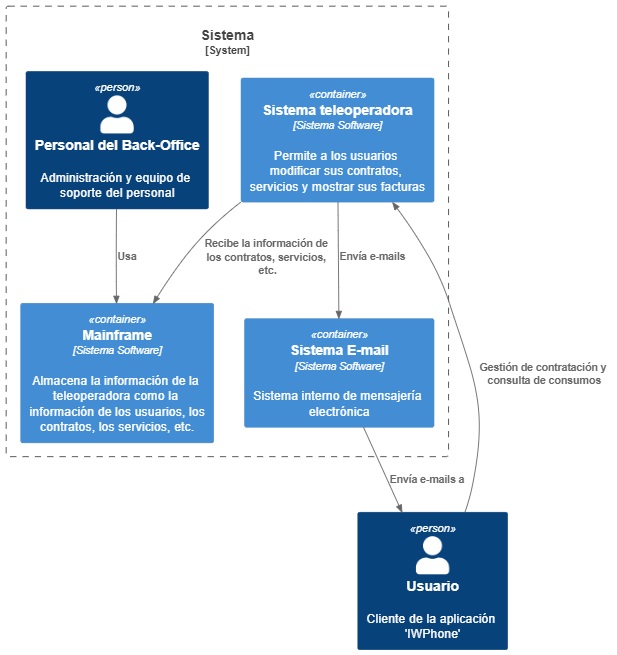 Sistema
[System]
«person»
Personal del Back-Office
Administración y equipo de
soporte del personal
«container»
Sistema teleoperadora
[Sistema Software]
Permite a los usuarios
modificar sus contratos,
servicios y mostrar sus facturas
Usa
Recibe la información de
los contratos, servicios,
etc.
Envía e-mails
«container»
Mainframe
[Sistema Software]
Almacena la información de la
teleoperadora como la
información de los usuarios, los
contratos, los servicios, etc.
«container»
Sistema E-mail
[Sistema Software]
Sistema interno de mensajería
electrónica
Gestión de contratación y
consulta de consumos
Envía e-mails a
«person»
Usuario
Cliente de la aplicación
'IWPhone'